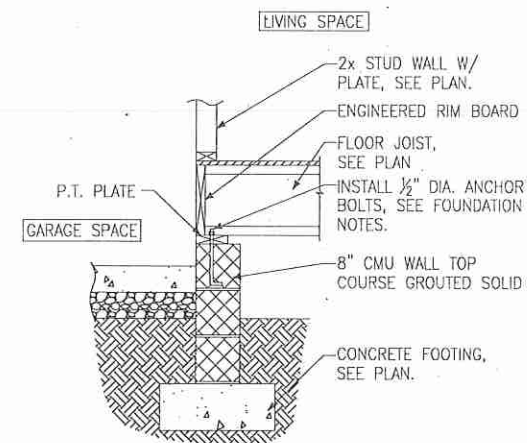 LIVING SPACE
2x STUD WALL W/
PLATE, SEE PLAN.
ENGINEERED RIM BOARD
FLOOR JOIST,
SEE PLAN
P.T. PLATE
INSTALL ½" DIA. ANCHOR
BOLTS, SEE FOUNDATION
NOTES.
GARAGE SPACE
8" CMU WALL TOP
COURSE GROUTED SOLID
CONCRETE FOOTING,
SEE PLAN.